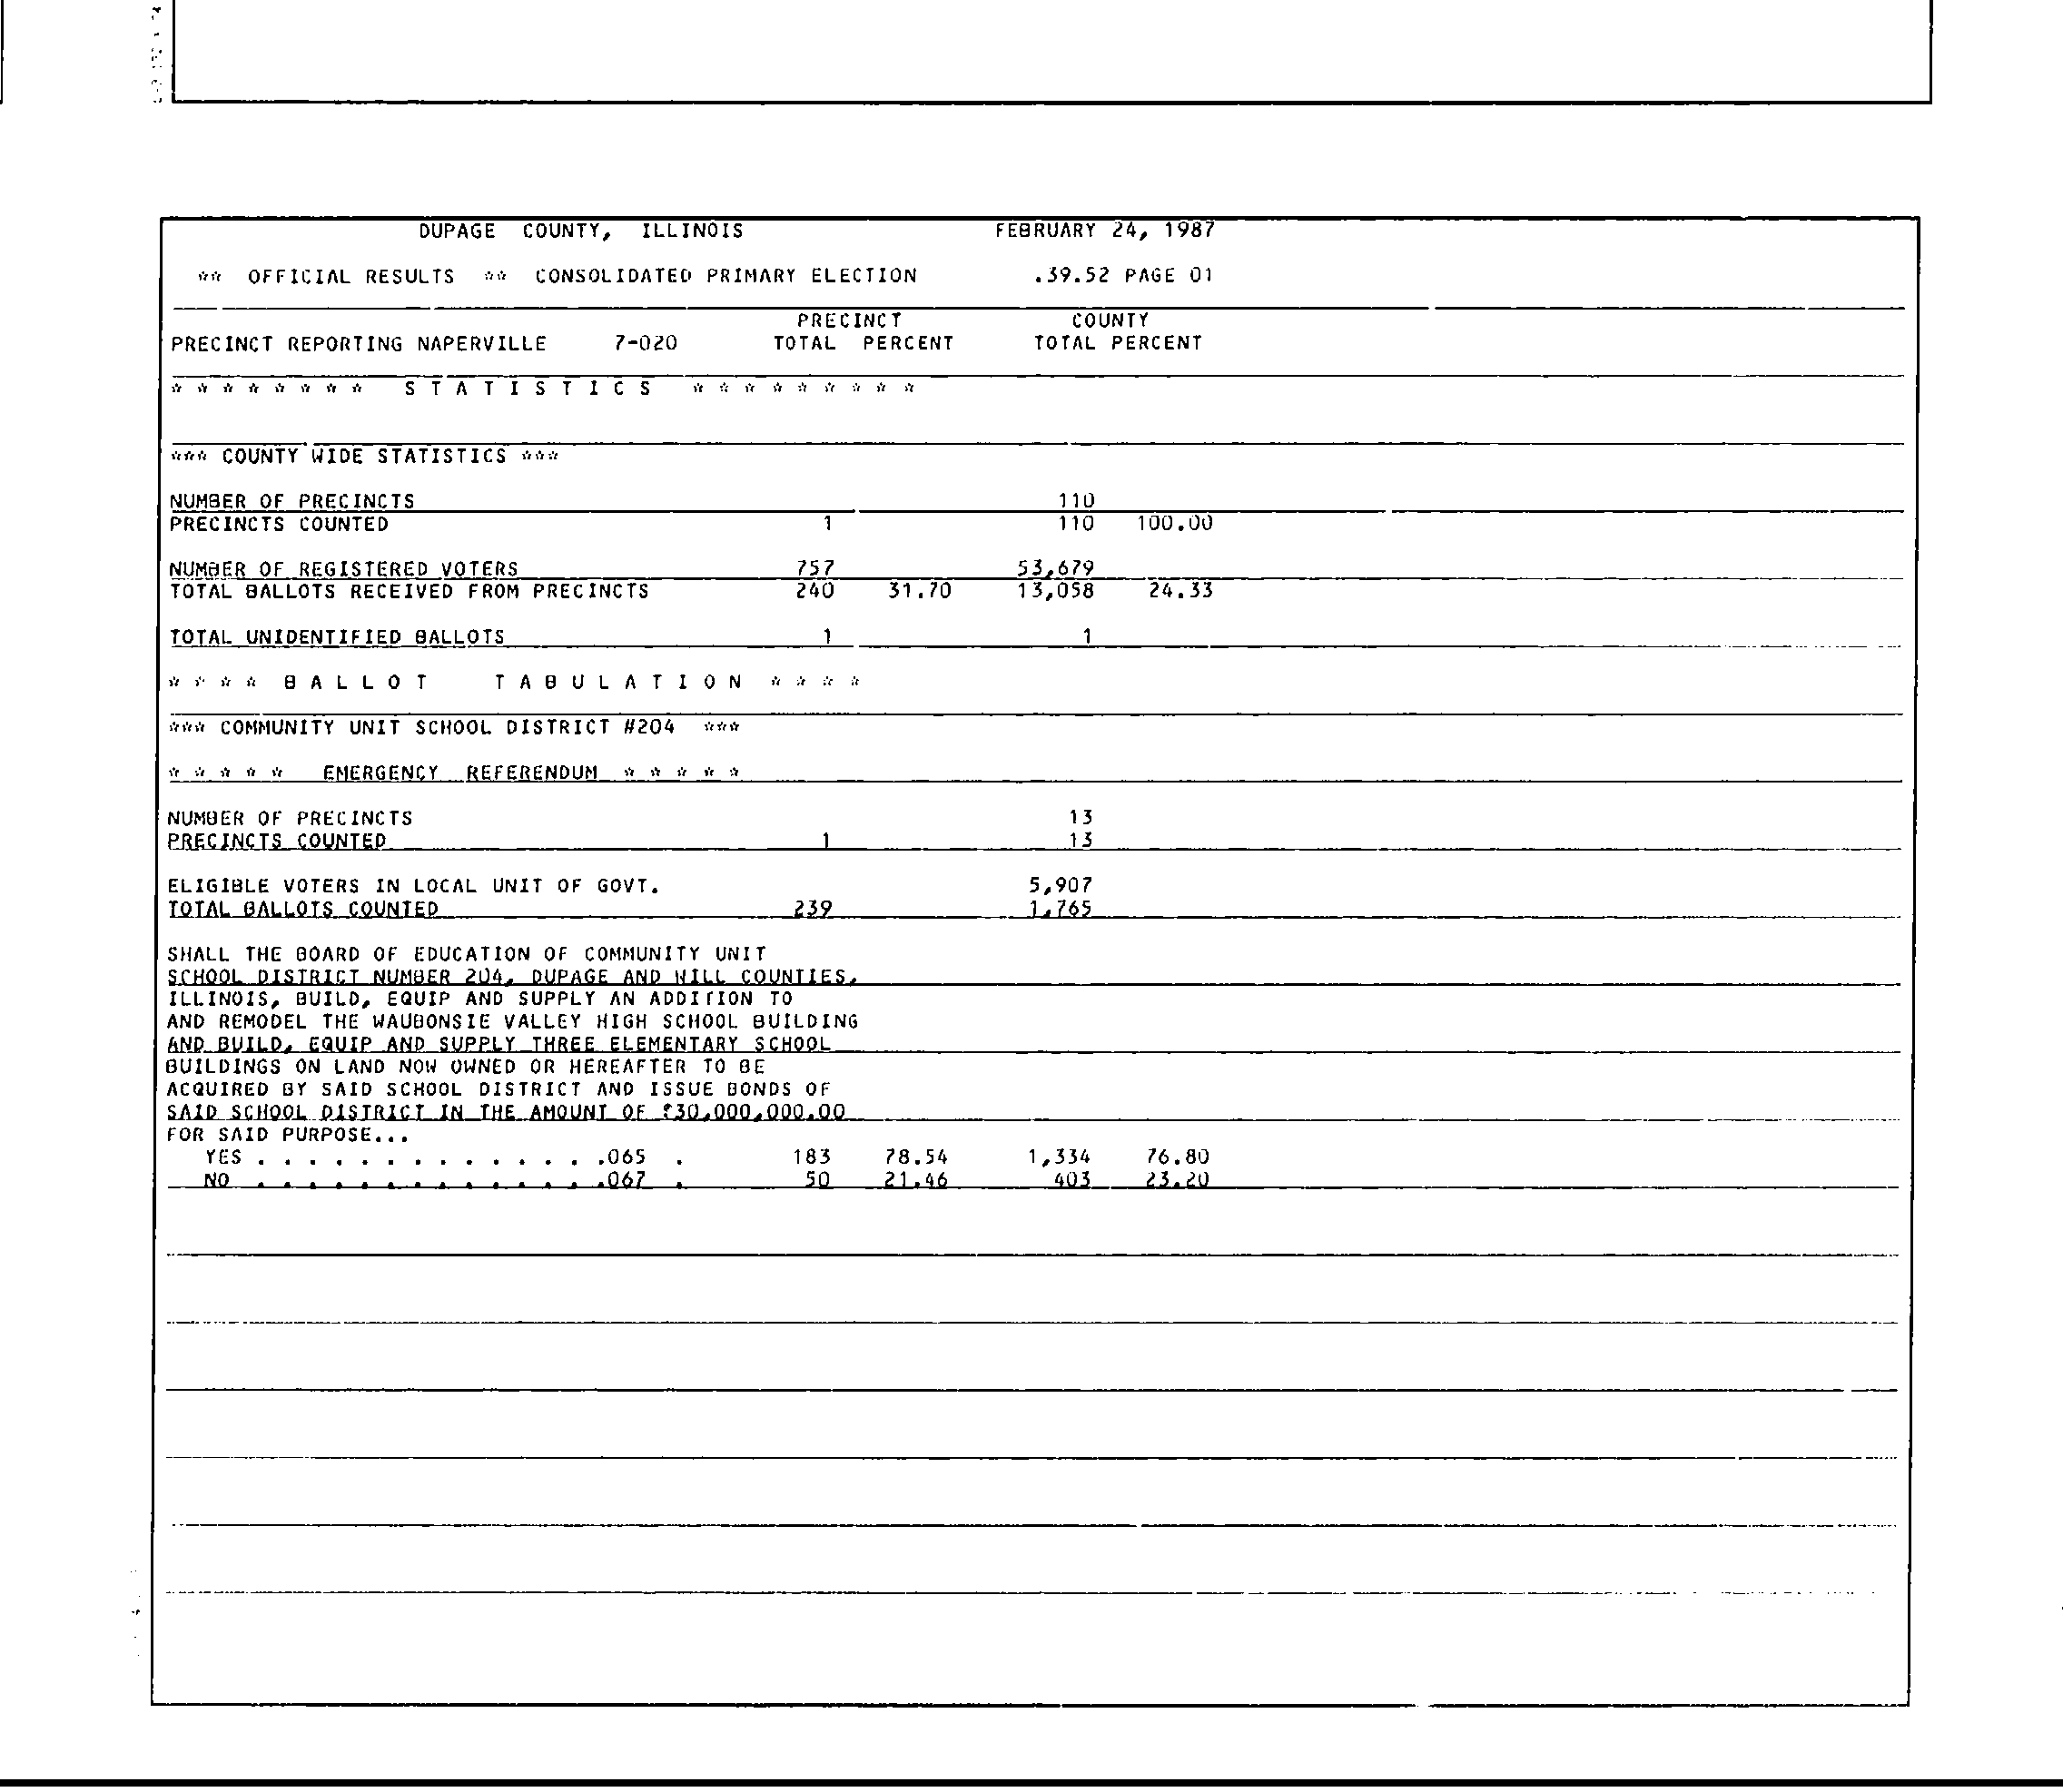 DUPAGE COUNTY, ILLINOIS FEBRUARY 24, 1987
** OFFICIAL RESULTS ** CONSOLIDATED PRIMARY ELECTION .39.52 PAGE 01
PRECINCT COUNTY
PRECINCT REPORTING NAPERVILLE 7-020 TOTAL PERCENT TOTAL PERCENT
* * * * * * * * S T A T I S T I C S * * * * * * * * *
*** COUNTY WIDE STATISTICS ***
NUMBER OF PRECINCTS 110
PRECINCTS COUNTED 1 110 100.00
NUMBER OF REGISTERED VOTERS 757 53,679
TOTAL BALLOTS RECEIVED FROM PRECINCTS 240 31.70 13,058 24.33
TOTAL UNIDENTIFIED BALLOTS 1 1
* * * * B A L L O T T A B U L A T I O N * * * *
*** COMMUNITY UNIT SCHOOL DISTRICT #204 ***
* * * * * EMERGENCY REFERENDUM * * * * *
NUMBER OF PRECINCTS 13
PRECINCTS COUNTED 1 13
ELIGIBLE VOTERS IN LOCAL UNIT OF GOVT. 5,907
TOTAL BALLOTS COUNTED 239 1,765
SHALL THE BOARD OF EDUCATION OF COMMUNITY UNIT
SCHOOL DISTRICT NUMBER 204, DUPAGE AND WILL COUNTIES,
ILLINOIS, BUILD, EQUIP AND SUPPLY AN ADDITION TO
AND REMODEL THE WAUBONSIE VALLEY HIGH SCHOOL BUILDING
AND BUILD, EQUIP AND SUPPLY THREE ELEMENTARY SCHOOL
BUILDINGS ON LAND NOW OWNED OR HEREAFTER TO BE
ACQUIRED BY SAID SCHOOL DISTRICT AND ISSUE BONDS OF
SAID SCHOOL DISTRICT IN THE AMOUNT OF $30,000,000.00
FOR SAID PURPOSE...
YES . . . . . . . . . . . . . .065 . 183 78.54 1,334 76.80
NO . . . . . . . . . . . . . .067 . 50 21.46 403 23.20